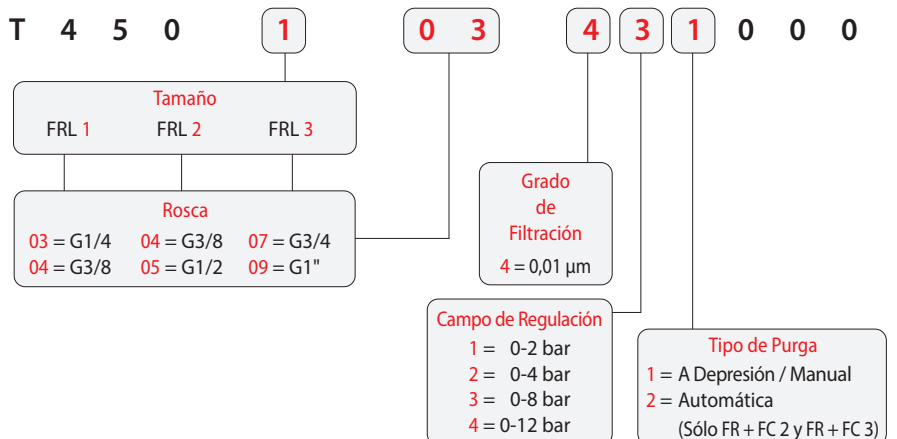 T 4 5 0 1 0 3 4 3 1 0 0 0
Tamaño
FRL 1 FRL 2 FRL 3
Rosca
03 = G1/4 04 = G3/8 07 = G3/4
04 = G3/8 05 = G1/2 09 = G1"
Grado
de
Filtración
4 = 0,01 µm
Campo de Regulación
1 = 0-2 bar
2 = 0-4 bar
3 = 0-8 bar
4 = 0-12 bar
Tipo de Purga
1 = A Depresión / Manual
2 = Automática
(Sólo FR + FC 2 y FR + FC 3)